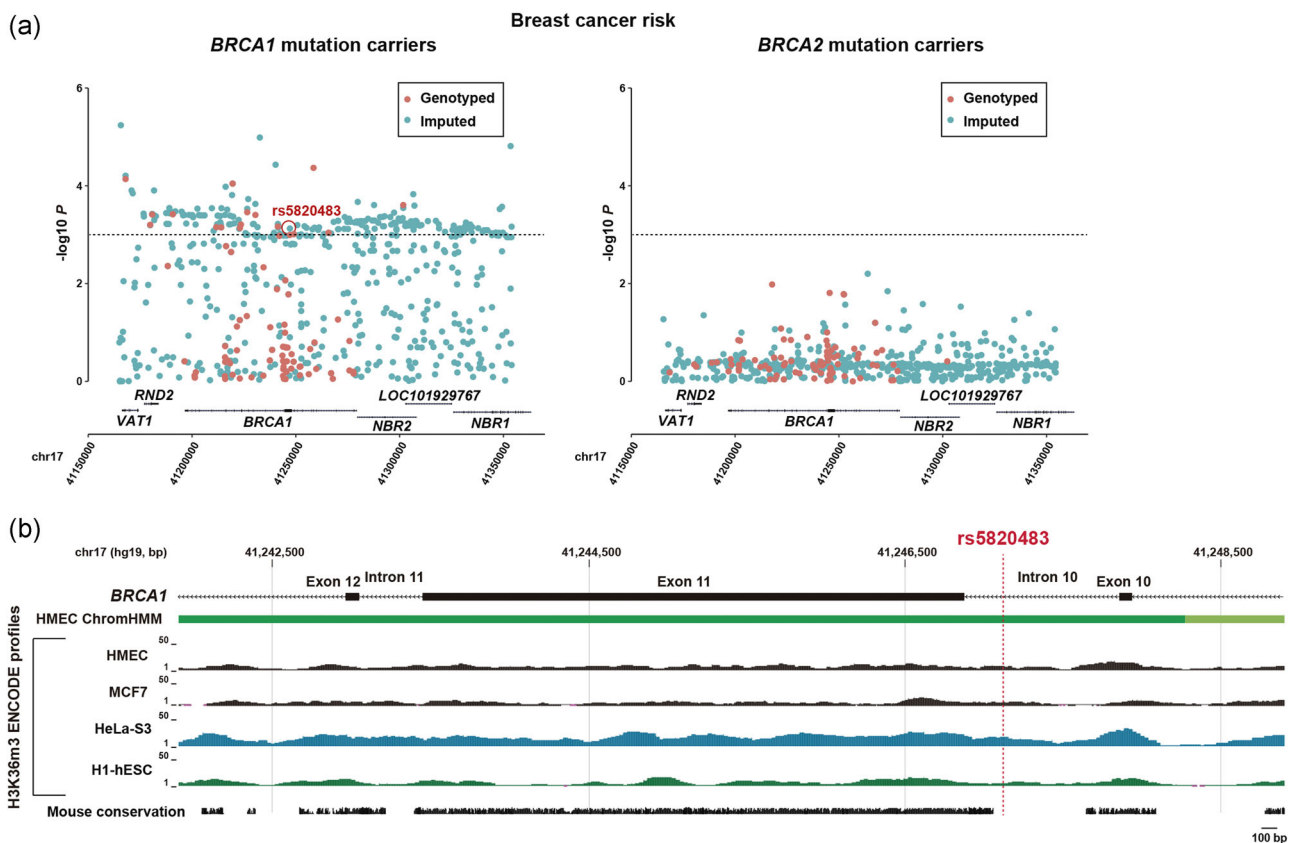 (a)
Breast cancer risk
BRCA1 mutation carriers
BRCA2 mutation carriers
6
4
2
0
-log10 P
Genotyped
Imputed
rs5820483
RND2
VAT1
BRCA1
LOC101929767
NBR2
NBR1
chr17
41150000
41200000
41250000
41300000
41350000
6
4
2
0
-log10 P
Genotyped
Imputed
RND2
VAT1
BRCA1
LOC101929767
NBR2
NBR1
chr17
41150000
41200000
41250000
41300000
41350000
(b)
rs5820483
chr17 (hg19, bp) 41,242,500 41,244,500 41,246,500 41,248,500
Exon 12 Intron 11 Exon 11 Intron 10 Exon 10
BRCA1
HMEC ChromHMM
H3K36m3 ENCODE profiles
HMEC 50 1
MCF7 50 1
HeLa-S3 50 1
H1-hESC 50 1
Mouse conservation
100 bp